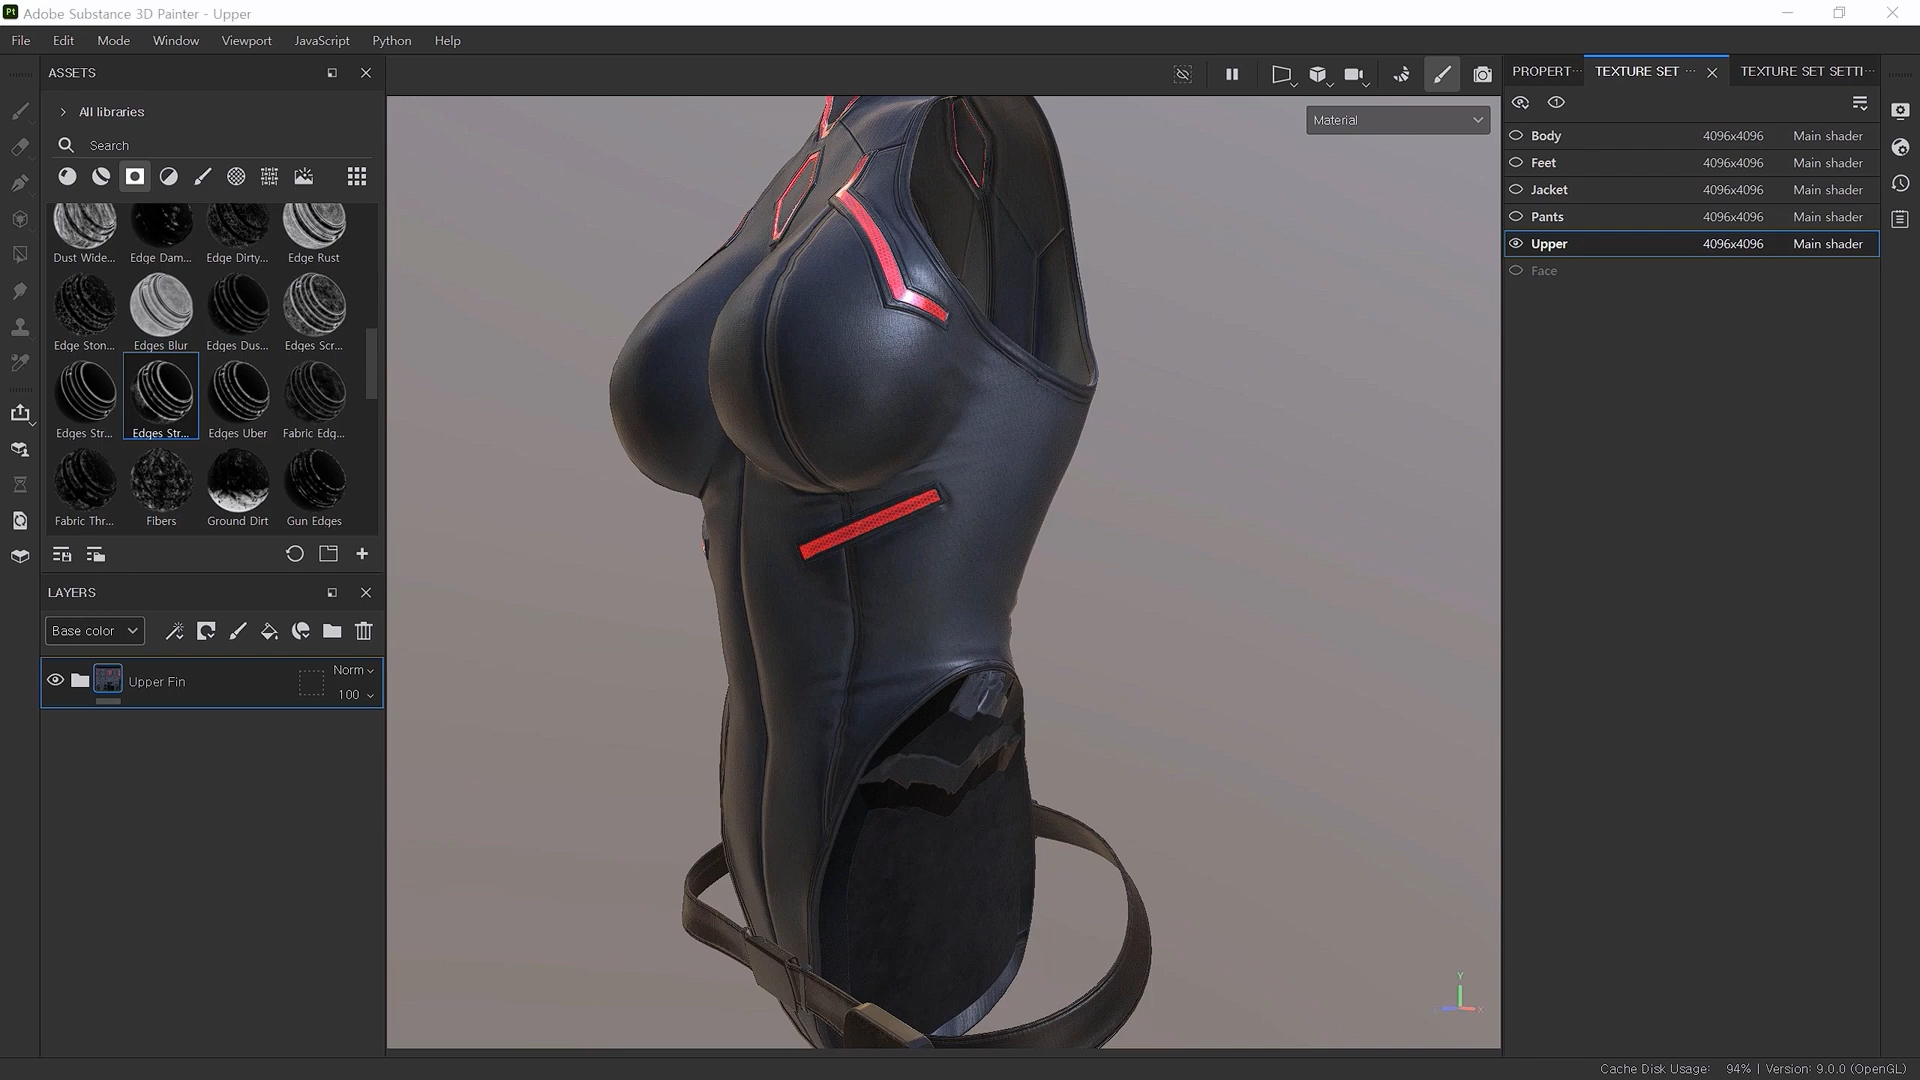 Pt Adobe Substance 3D Painter - Upper
File Edit Mode Window Viewport JavaScript Python Help
ASSETS
All libraries
Search
Dust Wide... Edge Dam... Edge Dirty... Edge Rust
Edge Ston... Edges Blur Edges Dus... Edges Scr...
Edges Str... Edges Str... Edges Uber Fabric Edg...
Fabric Thr... Fibers Ground Dirt Gun Edges
LAYERS
Base color
Upper Fin
Norm
100
Material
Y
X
PROPERT... TEXTURE SET ... TEXTURE SET SETTI...
Body 4096x4096 Main shader
Feet 4096x4096 Main shader
Jacket 4096x4096 Main shader
Pants 4096x4096 Main shader
Upper 4096x4096 Main shader
Face
Cache Disk Usage: 94% | Version: 9.0.0 (OpenGL)